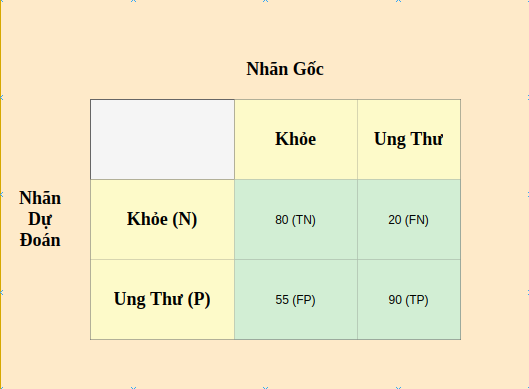 Nhãn Gốc
Khỏe
Ung Thư
Nhãn
Dự
Đoán
Khỏe (N)
80 (TN)
20 (FN)
Ung Thư (P)
55 (FP)
90 (TP)